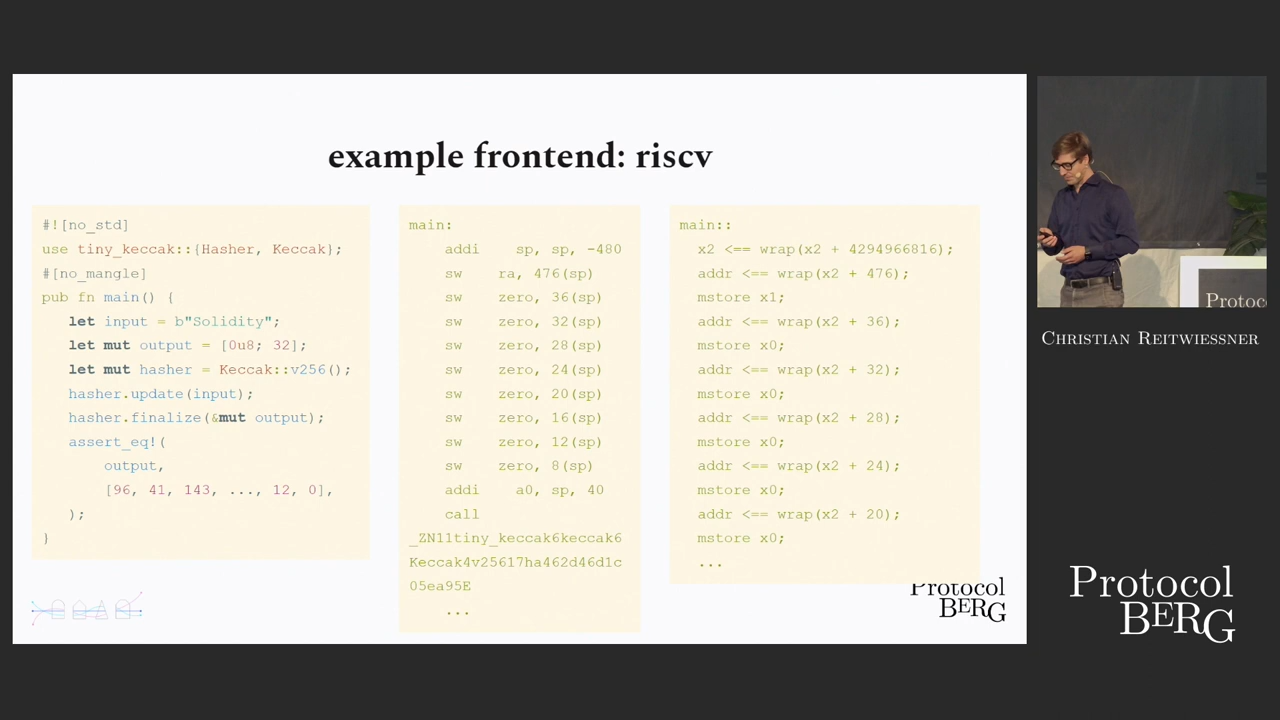 example frontend: riscv
#![no_std]
use tiny_keccak::{Hasher, Keccak};
#[no_mangle]
pub fn main() {
let input = b"Solidity";
let mut output = [0u8; 32];
let mut hasher = Keccak::v256();
hasher.update(input);
hasher.finalize(&mut output);
assert_eq!(
output,
[96, 41, 143, ..., 12, 0],
);
}
main:
addi sp, sp, -480
sw ra, 476(sp)
sw zero, 36(sp)
sw zero, 32(sp)
sw zero, 28(sp)
sw zero, 24(sp)
sw zero, 20(sp)
sw zero, 16(sp)
sw zero, 12(sp)
sw zero, 8(sp)
addi a0, sp, 40
call
_ZN11tiny_keccak6keccak6
Keccak4v25617ha462d46d1c
05ea95E
...
main::
x2 <== wrap(x2 + 4294966816);
addr <== wrap(x2 + 476);
mstore x1;
addr <== wrap(x2 + 36);
mstore x0;
addr <== wrap(x2 + 32);
mstore x0;
addr <== wrap(x2 + 28);
mstore x0;
addr <== wrap(x2 + 24);
mstore x0;
addr <== wrap(x2 + 20);
mstore x0;
...
Protocol
BERG
Protoc
Christian Reitwiessner
Protocol
BERG